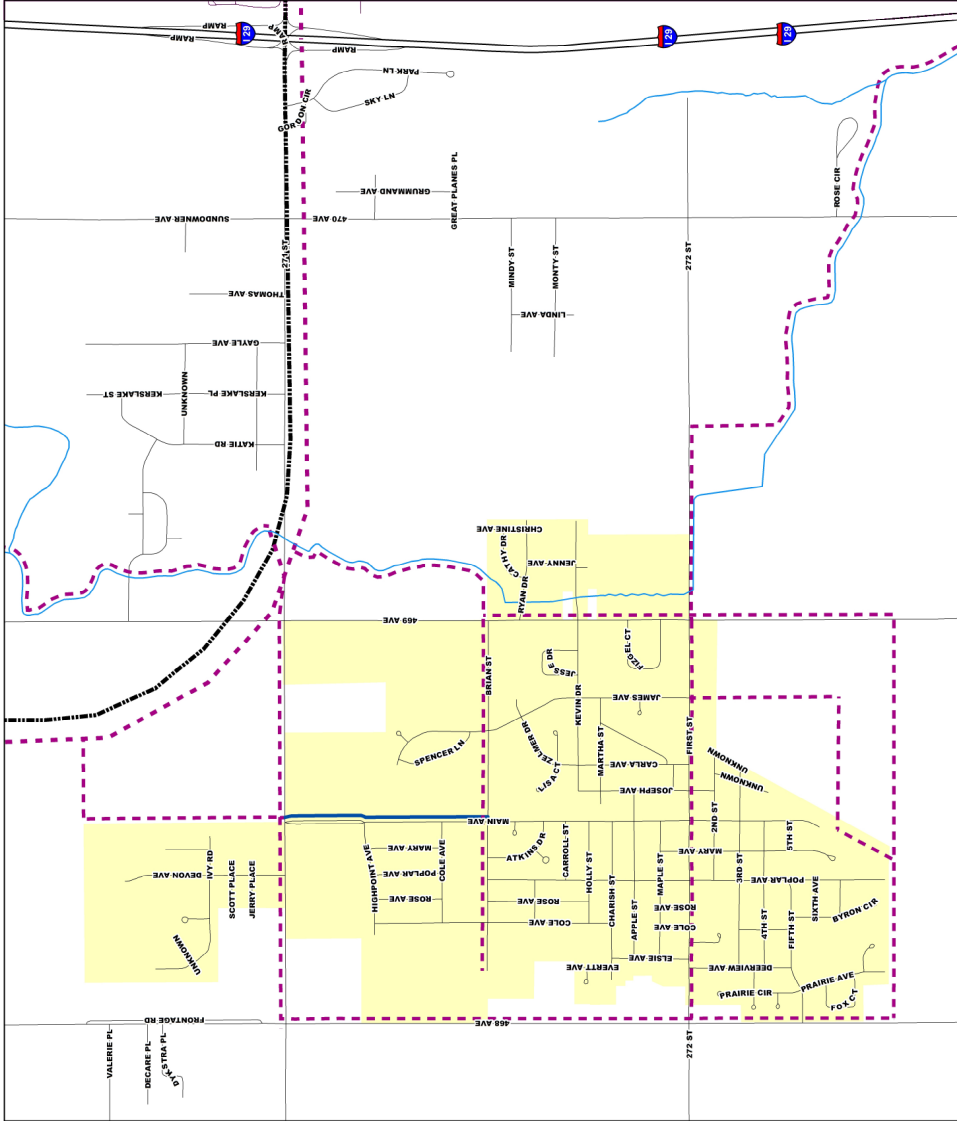 RAMP
RAMP
RAMP
RAMP
RAMP
I 29
I 29
I 29
PARK LN
SKY LN
GORDON CIR
GRUMMAND AVE
GREAT PLANES PL
ROSE CIR
SUNDOWNER AVE
470 AVE
271 ST
272 ST
MINDY ST
MONTY ST
LINDA AVE
THOMAS AVE
GAYLE AVE
KERSLAKE ST
UNKNOWN
KERSLAKE PL
KATIE RD
CHRISTINE AVE
CATHY DR
JENNY AVE
RYAN DR
469 AVE
BRIAN ST
JESSE DR
FIZGEL CT
KEVIN DR
JAMES AVE
SPENCER LN
ZELMER DR
LISA CT
MARTHA ST
CARLA AVE
FIRST ST
UNKNOWN
UNKNOWN
JOSEPH AVE
MAIN AVE
2ND ST
5TH ST
MARY AVE
ATKINS DR
CARROLL ST
HOLLY ST
MAPLE ST
MARY AVE
3RD ST
IVY RD
DEVON AVE
SCOTT PLACE
JERRY PLACE
HIGHPOINT AVE
POPLAR AVE
COLE AVE
ROSE AVE
ROSE AVE
COLE AVE
CHARISH ST
APPLE ST
ROSE AVE
COLE AVE
POPLAR AVE
4TH ST
FIFTH ST
SIXTH AVE
BYRON CIR
UNKNOWN
EVERTT AVE
ELSIE AVE
DEERVIEW AVE
PRAIRIE CIR
PRAIRIE AVE
FOX CT
FRONTAGE RD
468 AVE
272 ST
VALERIE PL
DECARE PL
DYKSTRA PL